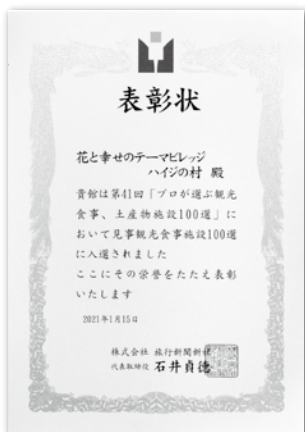 表彰状
花と幸せのテーマビレッジ
ハイジの村 殿
貴館は第41回「プロが選ぶ観光
食事、土産物施設100選」に
おいて見事観光食事施設100選
に入選されました
ここにその栄誉をたたえ表彰
いたします
2021年1月15日
株式会社 旅行新聞新社
代表取締役 石井貞德